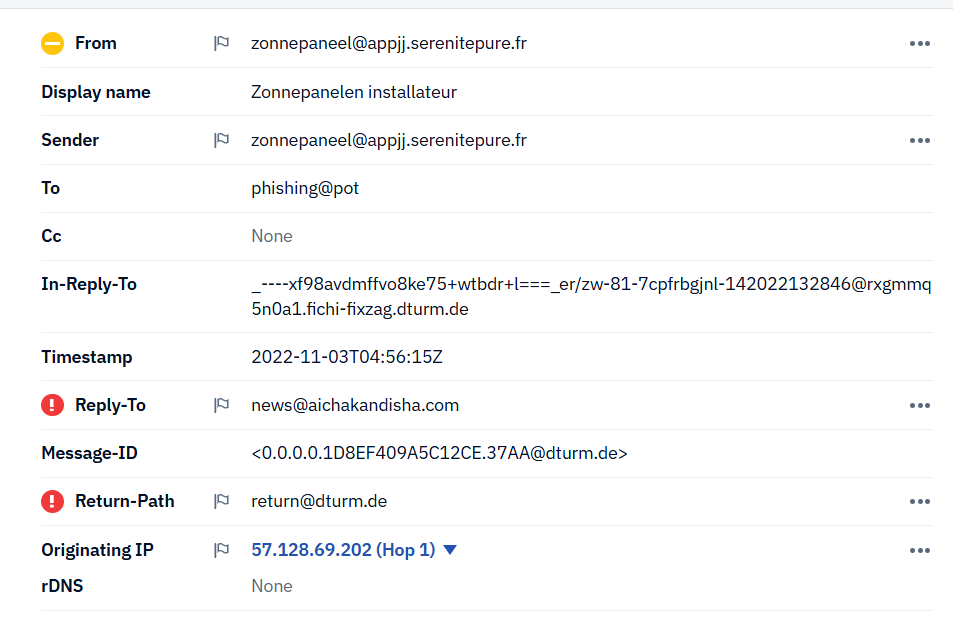 From zonnepaneel@appjj.serenitepure.fr
Display name Zonnepanelen installateur
Sender zonnepaneel@appjj.serenitepure.fr
To phishing@pot
Cc None
In-Reply-To _----xf98avdmffvo8ke75+wtbdr+l===_er/zw-81-7cpfrbgjnl-142022132846@rxgmmq
5n0a1.fichi-fixzag.dturm.de
Timestamp 2022-11-03T04:56:15Z
Reply-To news@aichakandisha.com
Message-ID <0.0.0.0.1D8EF409A5C12CE.37AA@dturm.de>
Return-Path return@dturm.de
Originating IP 57.128.69.202 (Hop 1)
rDNS None